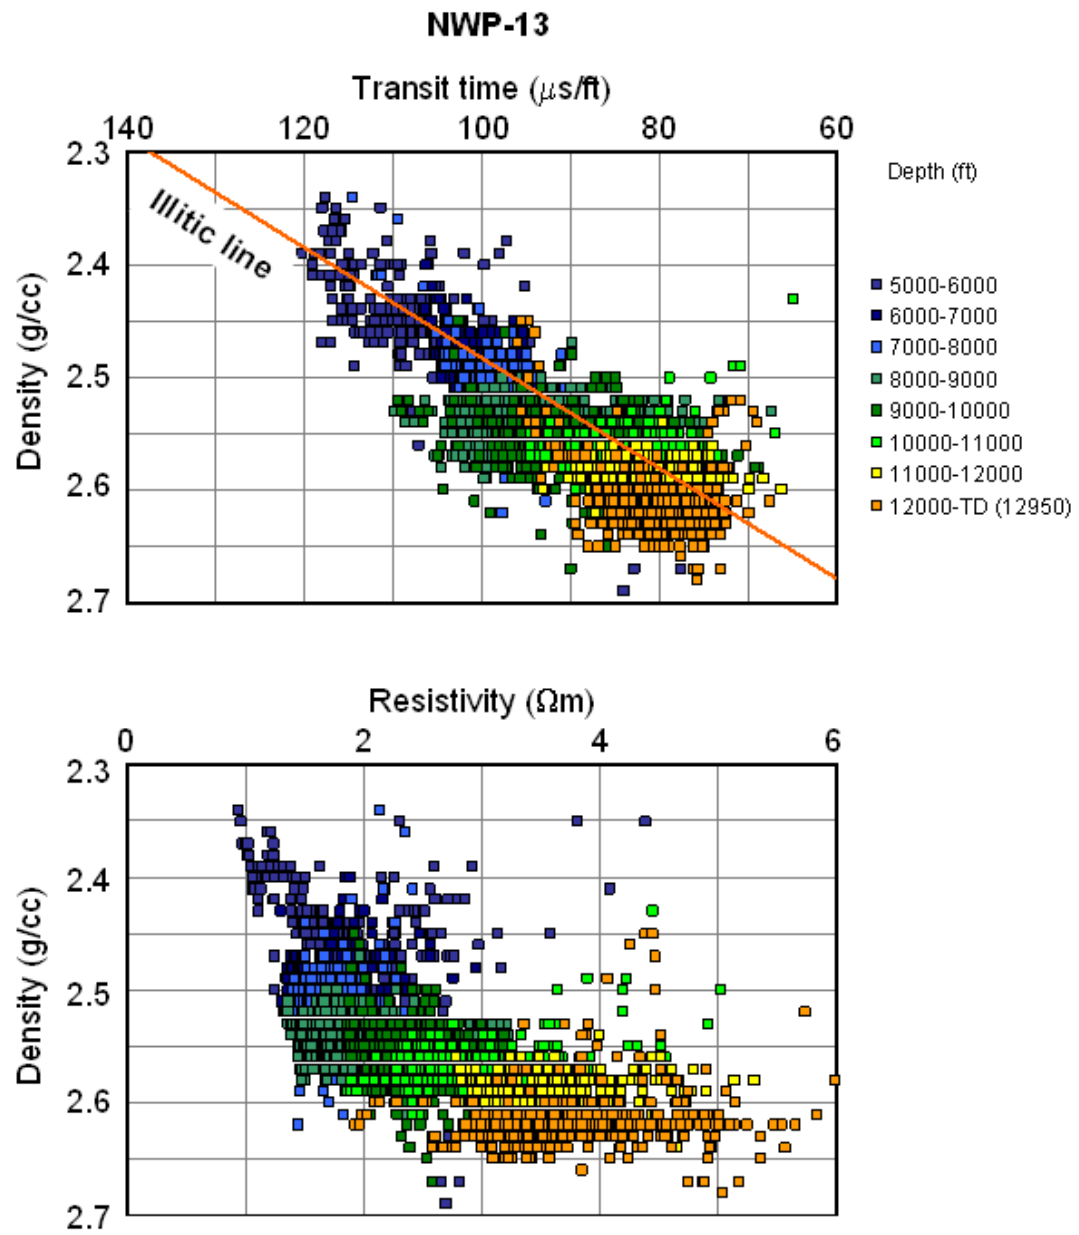 NWP-13
Transit time (μs/ft)
140 120 100 80 60
2.3
2.4
2.5
2.6
2.7
Density (g/cc)
Illitic line
Depth (ft)
5000-6000
6000-7000
7000-8000
8000-9000
9000-10000
10000-11000
11000-12000
12000-TD (12950)
Resistivity (Ωm)
0 2 4 6
2.3
2.4
2.5
2.6
2.7
Density (g/cc)